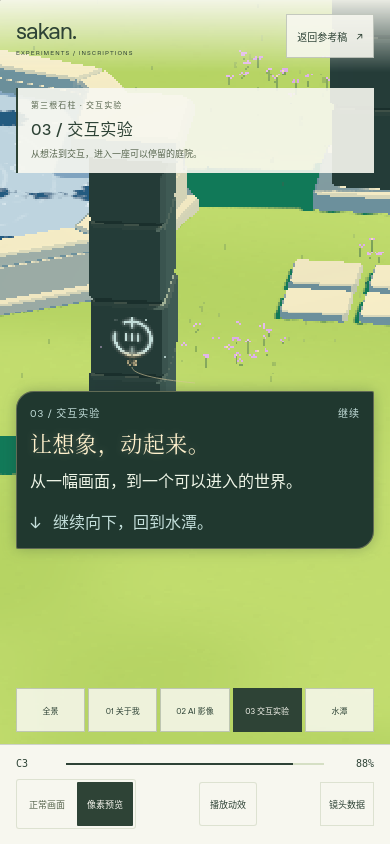 sakan.
EXPERIMENTS / INSCRIPTIONS
返回参考稿 ↗
第三根石柱 · 交互实验
03 / 交互实验
从想法到交互，进入一座可以停留的庭院。
03 / 交互实验
继续
让想象，动起来。
从一幅画面，到一个可以进入的世界。
↓ 继续向下，回到水潭。
全景
01 关于我
02 AI 影像
03 交互实验
水潭
C3
88%
正常画面
像素预览
播放动效
镜头数据